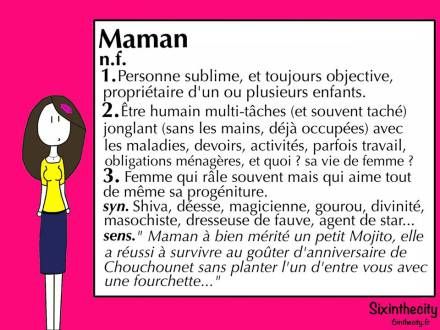 Maman
n.f.
1. Personne sublime, et toujours objective,
propriétaire d'un ou plusieurs enfants.
2. Être humain multi-tâches (et souvent taché)
jonglant (sans les mains, déjà occupées) avec
les maladies, devoirs, activités, parfois travail,
obligations ménagères, et quoi ? sa vie de femme ?
3. Femme qui râle souvent mais qui aime tout
de même sa progéniture.
syn. Shiva, déesse, magicienne, gourou, divinité,
masochiste, dresseuse de fauve, agent de star...
sens." Maman à bien mérité un petit Mojito, elle
a réussi à survivre au goûter d'anniversaire de
Chouchounet sans planter l'un d'entre vous avec
une fourchette..."
Sixinthecity
6inthecity.fr